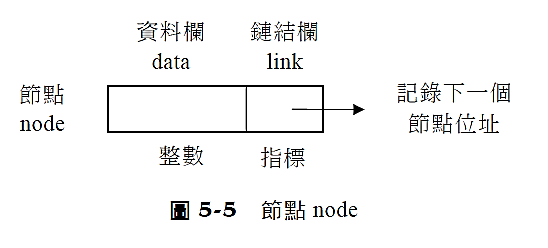 資料欄 鏈結欄
data link
節點 記錄下一個
node 節點位址
整數 指標
圖 5-5 節點 node